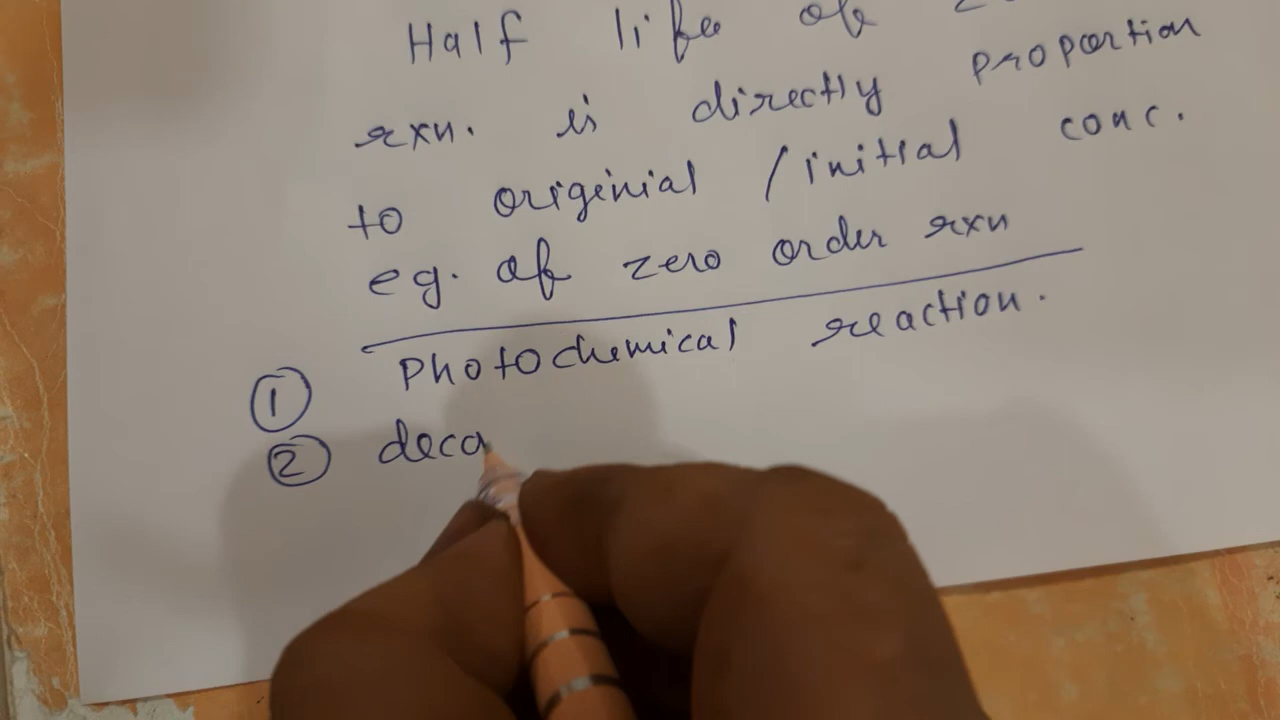 Half life of
rxn. is directly proportion
to origenial / initial conc.
eg. of zero order rxn
① Photochemical reaction.
② deca